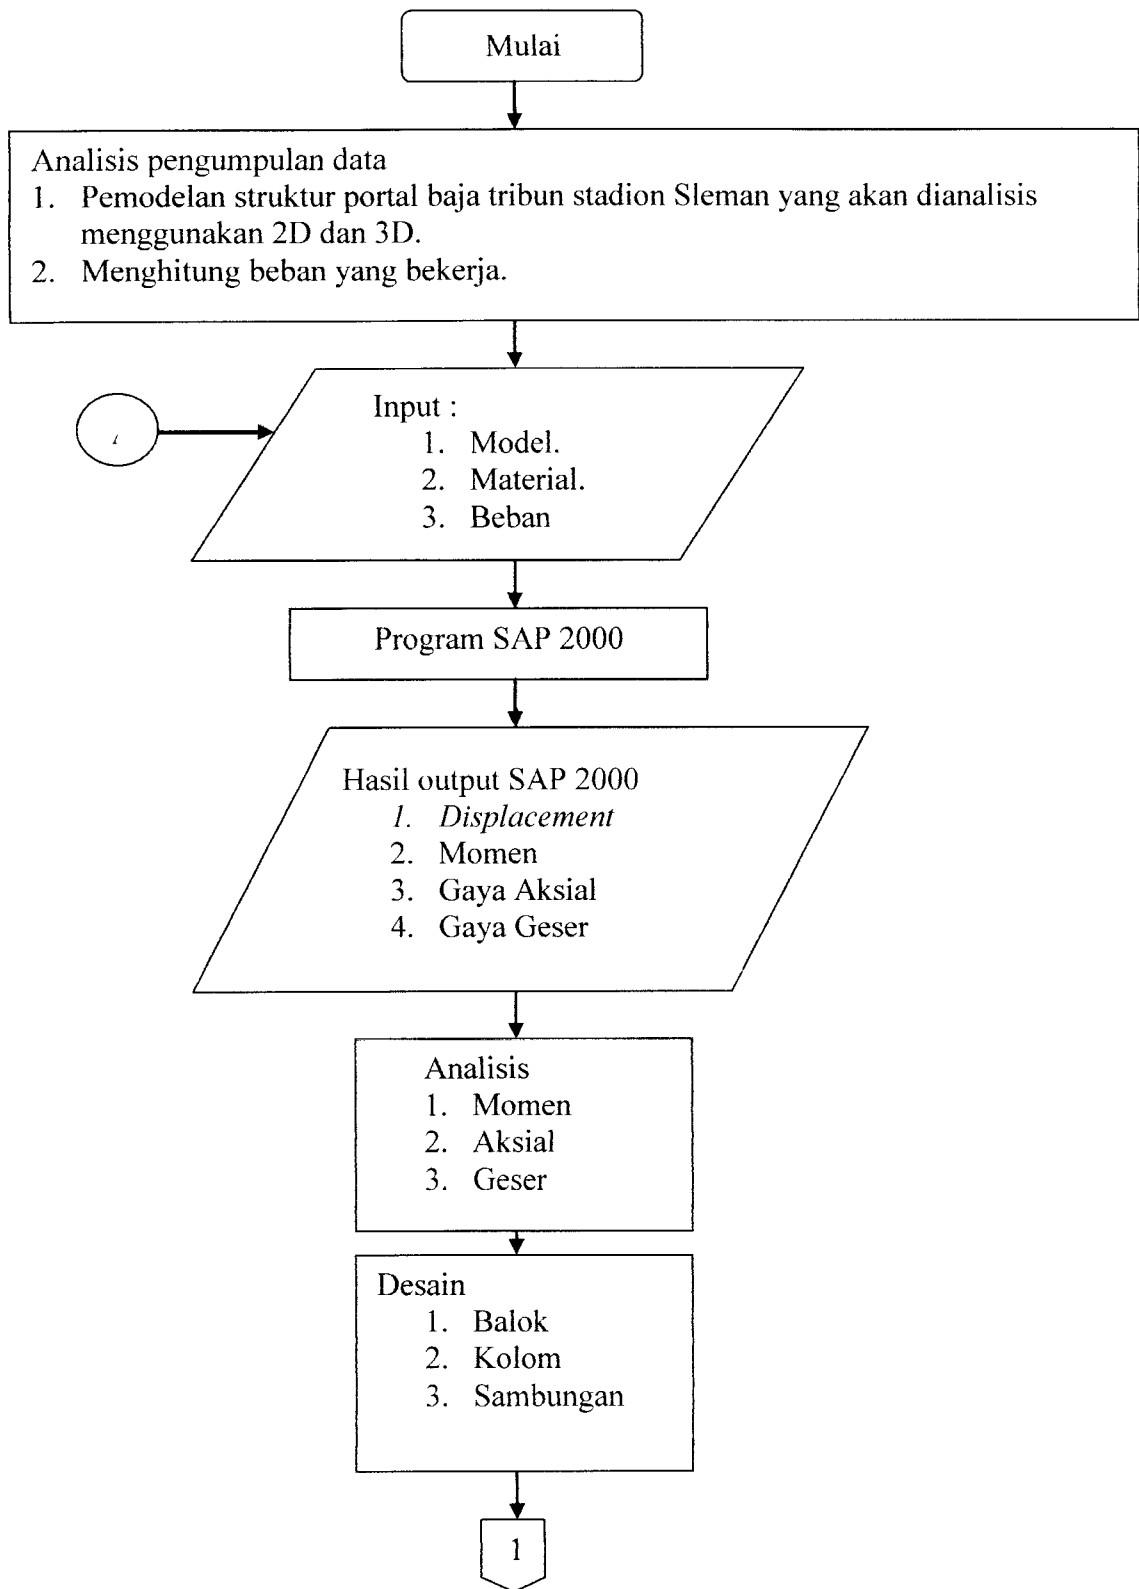 Mulai
Analisis pengumpulan data
1. Pemodelan struktur portal baja tribun stadion Sleman yang akan dianalisis
menggunakan 2D dan 3D.
2. Menghitung beban yang bekerja.
Input :
1. Model.
2. Material.
3. Beban
Program SAP 2000
Hasil output SAP 2000
1. Displacement
2. Momen
3. Gaya Aksial
4. Gaya Geser
Analisis
1. Momen
2. Aksial
3. Geser
Desain
1. Balok
2. Kolom
3. Sambungan
1